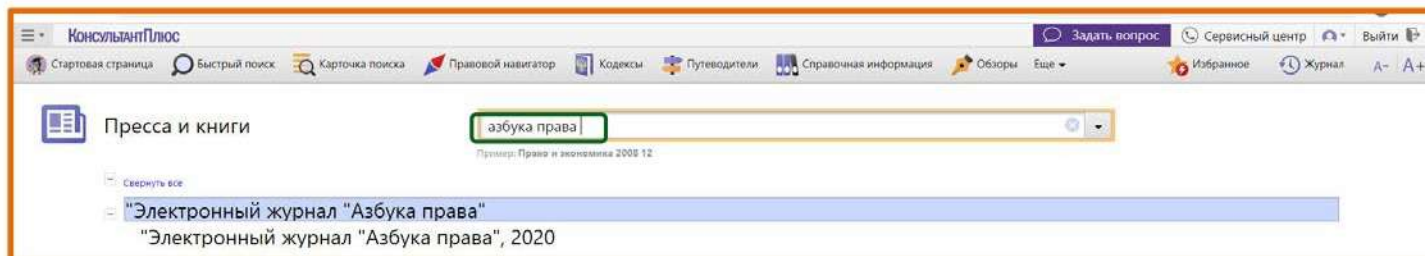 КонсультантПлюс
Задать вопрос
Сервисный центр
Выйти
Стартовая страница
Быстрый поиск
Карточка поиска
Правовой навигатор
Кодексы
Путеводители
Справочная информация
Обзоры
Еще
Избранное
Журнал
A-
A+
Пресса и книги
азбука права
Пример: Право и экономика 2008 12
Свернуть все
"Электронный журнал "Азбука права"
"Электронный журнал "Азбука права", 2020